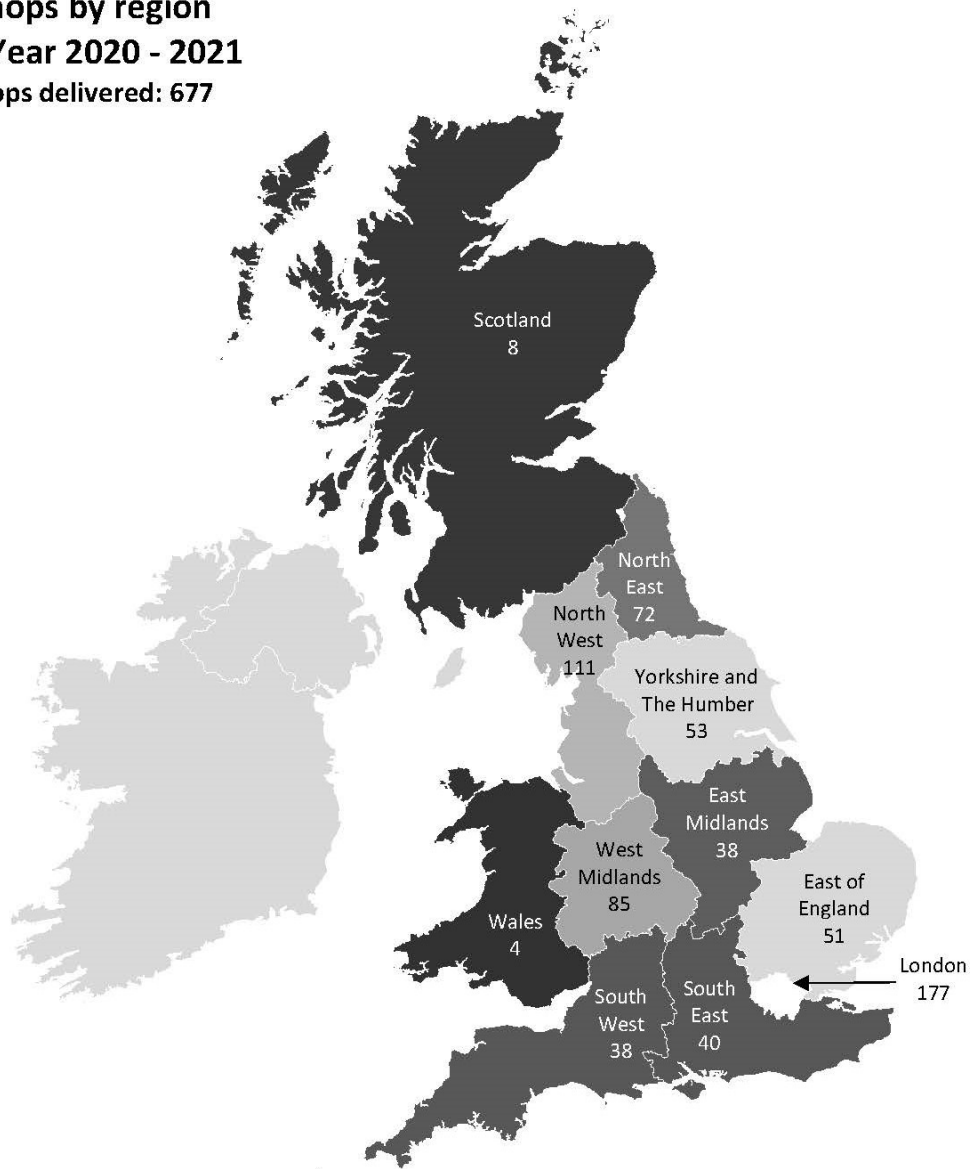 hops by region
Year 2020 - 2021
ops delivered: 677
Scotland
8
North
East
72
North
West
111
Yorkshire and
The Humber
53
East
Midlands
38
West
Midlands
85
East of
England
51
Wales
4
London
177
South
West
38
South
East
40